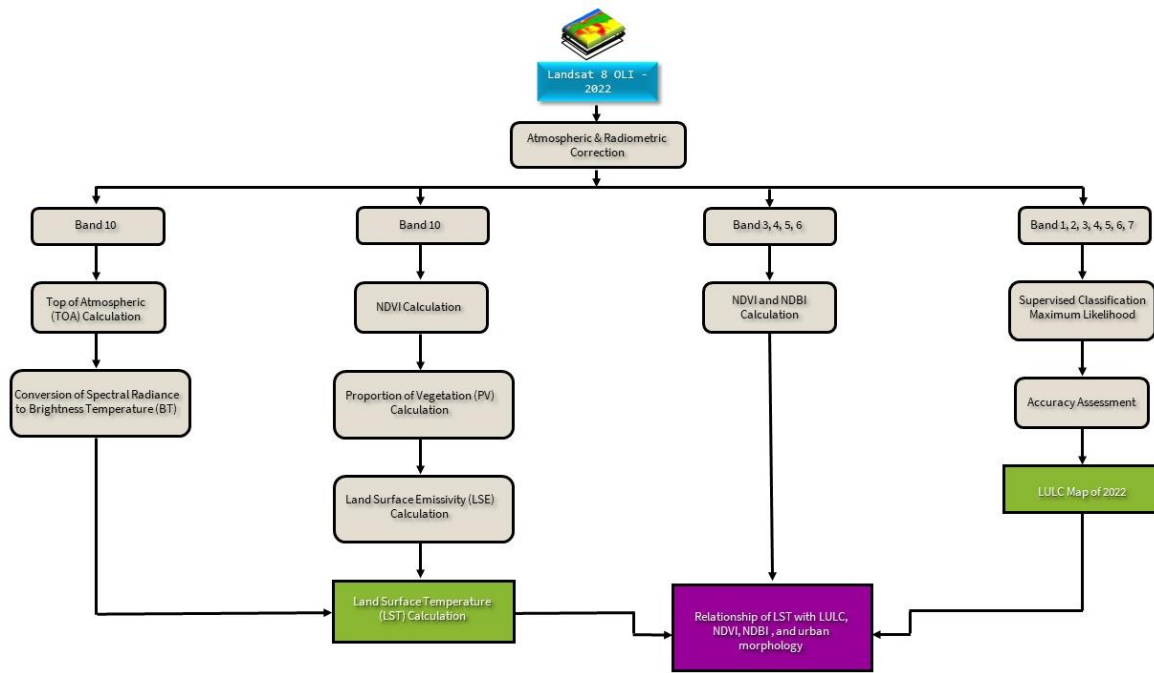 Landsat 8 OLI -
2022
Atmospheric & Radiometric
Correction
Band 10
Band 10
Band 3, 4, 5, 6
Band 1, 2, 3, 4, 5, 6, 7
Top of Atmospheric
(TOA) Calculation
NDVI Calculation
NDVI and NDBI
Calculation
Supervised Classification
Maximum Likelihood
Conversion of Spectral Radiance
to Brightness Temperature (BT)
Proportion of Vegetation (PV)
Calculation
Accuracy Assessment
Land Surface Emissivity (LSE)
Calculation
LULC Map of 2022
Land Surface Temperature
(LST) Calculation
Relationship of LST with LULC,
NDVI, NDBI , and urban
morphology